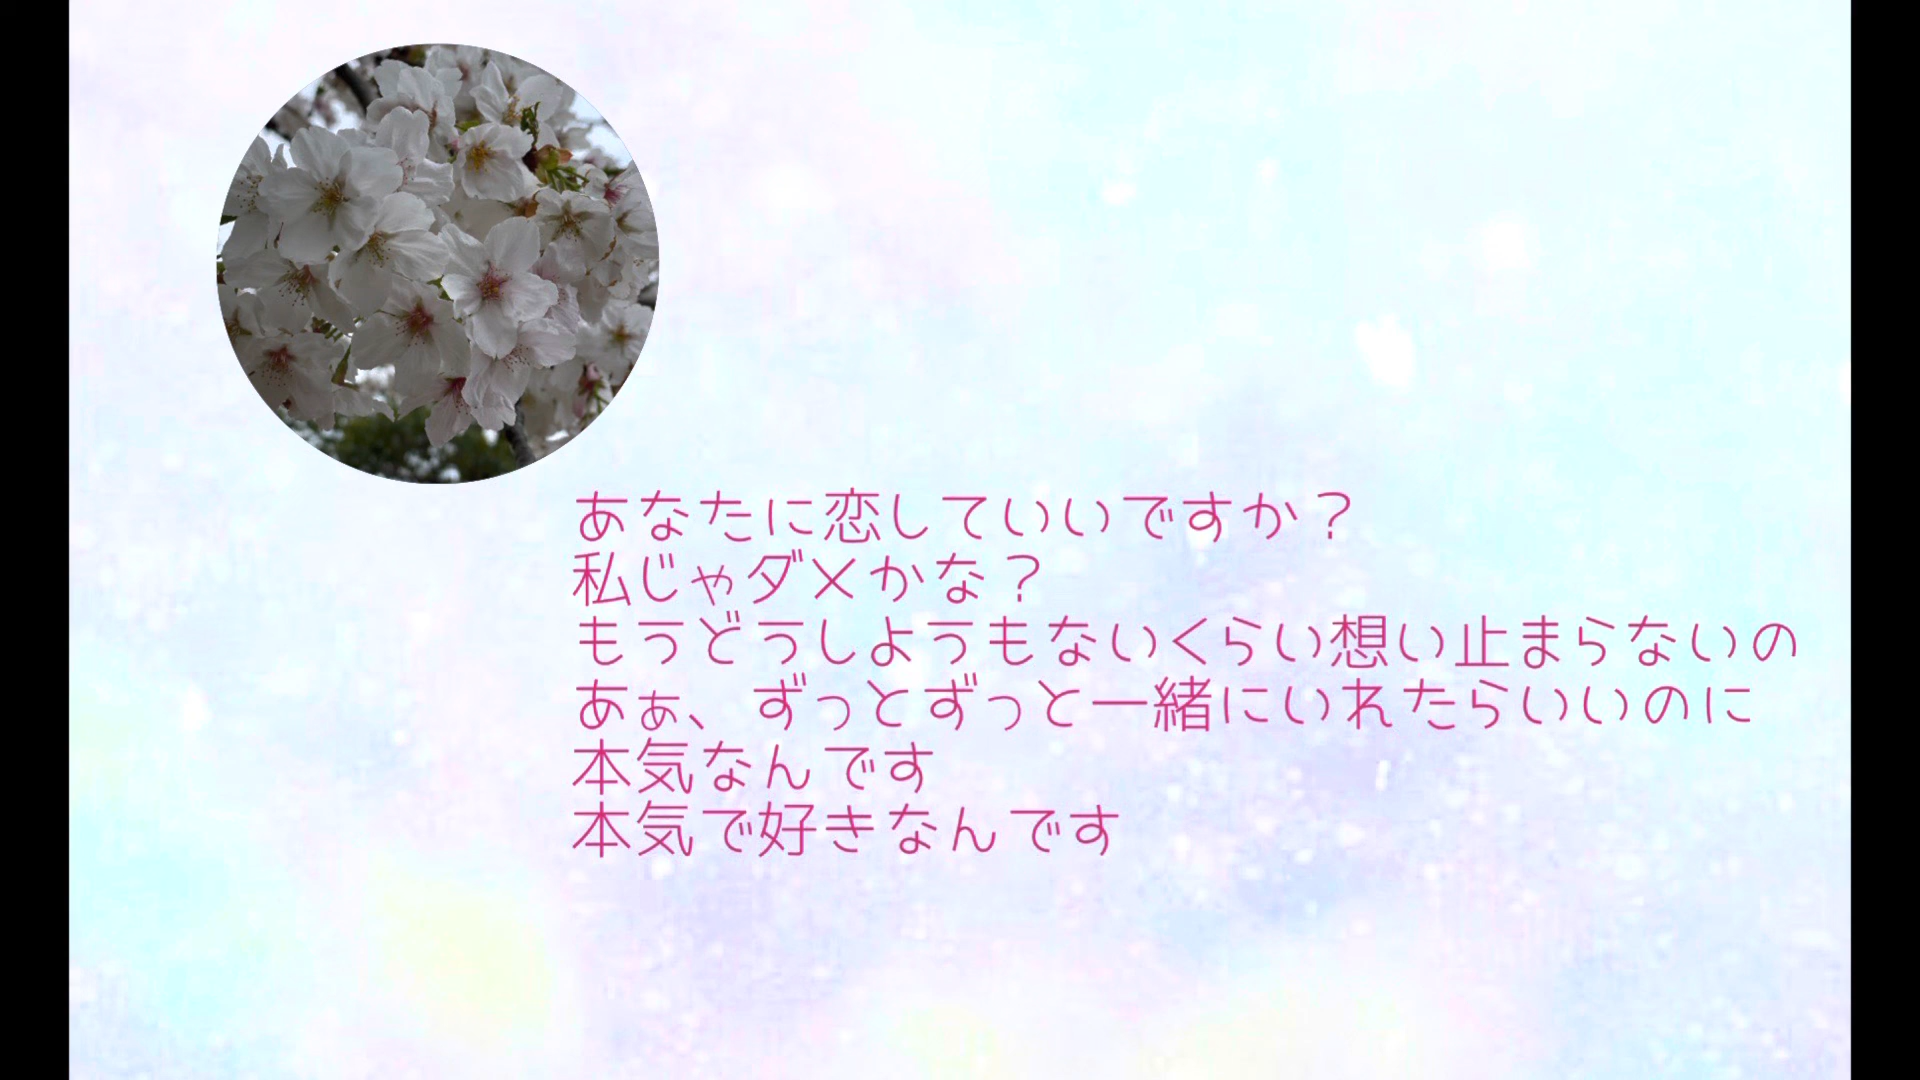 あなたに恋していいですか？
私じゃダメかな？
もうどうしようもないくらい想い止まらないの
あぁ、ずっとずっと一緒にいれたらいいのに
本気なんです
本気で好きなんです